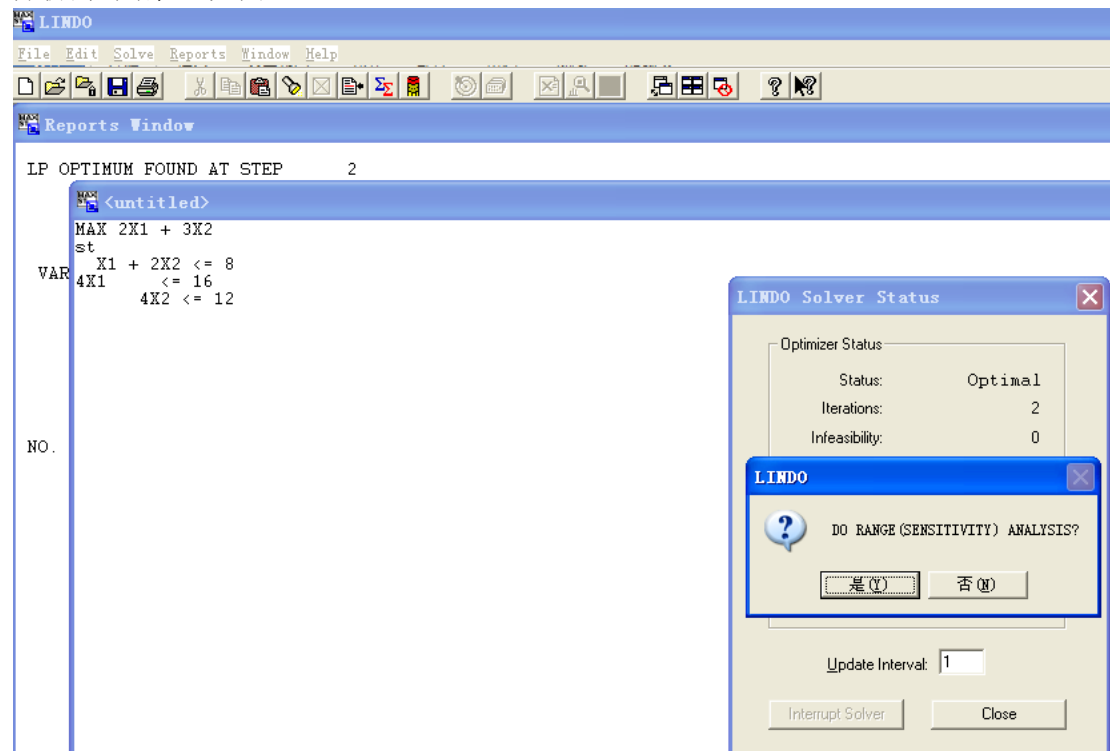 LINDO
File Edit Solve Reports Window Help
Reports Window
LP OPTIMUM FOUND AT STEP 2
<untitled>
MAX 2X1 + 3X2
st
X1 + 2X2 <= 8
VAR
4X1 <= 16
4X2 <= 12
NO.
LINDO Solver Status
Optimizer Status
Status: Optimal
Iterations: 2
Infeasibility: 0
LINDO
DO RANGE(SENSITIVITY) ANALYSIS?
是(Y) 否(N)
Update Interval: 1
Interrupt Solver Close